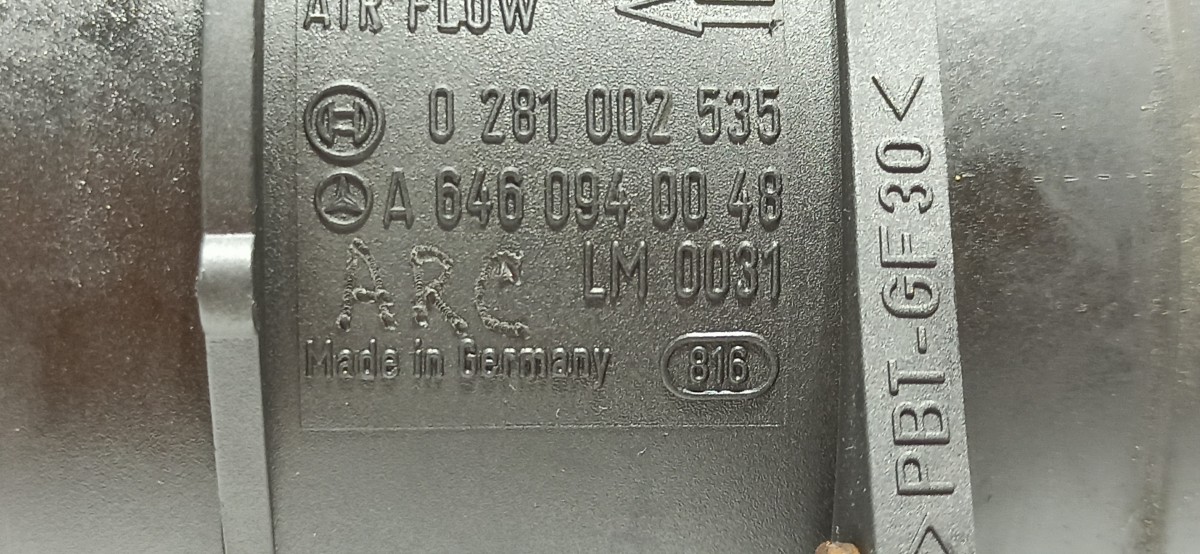 AIR FLOW
0 281 002 535
A 646 094 00 48
ARC LM 0031
Made in Germany 816
>PBT-GF30<